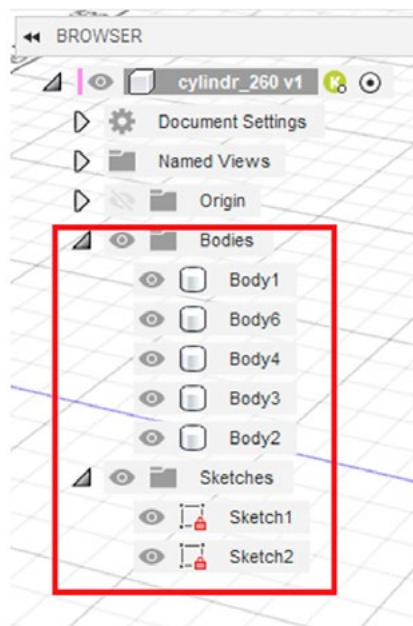 BROWSER
cylindr_260 v1 K
Document Settings
Named Views
Origin
Bodies
Body1
Body6
Body4
Body3
Body2
Sketches
Sketch1
Sketch2